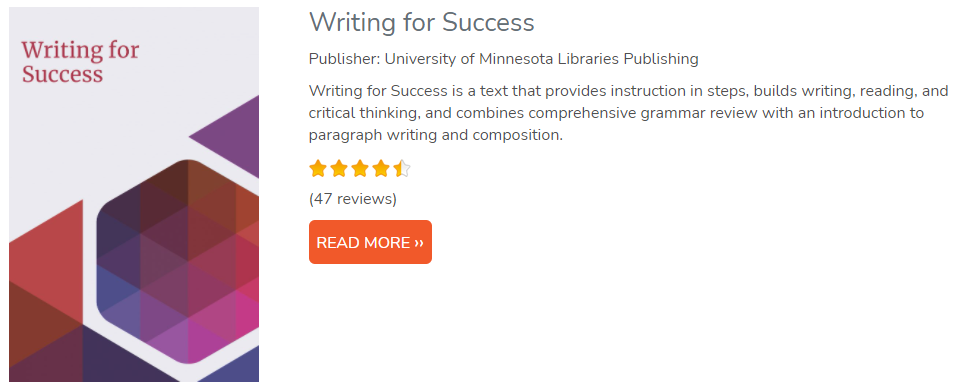 Writing for
Success
Writing for Success
Publisher: University of Minnesota Libraries Publishing
Writing for Success is a text that provides instruction in steps, builds writing, reading, and
critical thinking, and combines comprehensive grammar review with an introduction to
paragraph writing and composition.
(47 reviews)
READ MORE ››